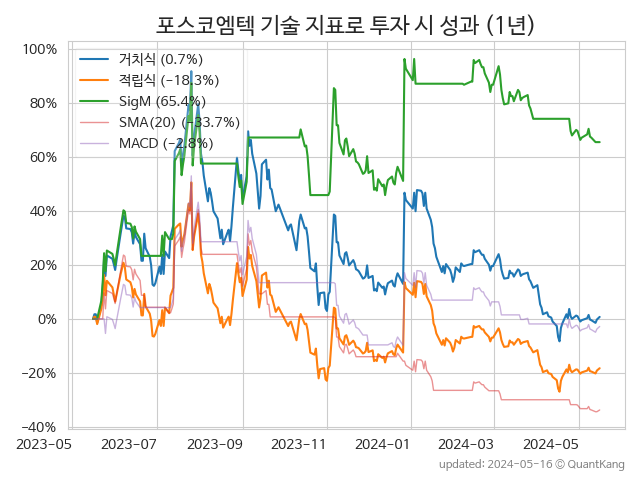 포스코엠텍 기술 지표로 투자 시 성과 (1년)
100%
80%
60%
40%
20%
0%
−20%
−40%
거치식 (0.7%)
적립식 (−18.3%)
SigM (65.4%)
SMA(20) (−33.7%)
MACD (−2.8%)
2023-05
2023-07
2023-09
2023-11
2024-01
2024-03
2024-05
updated: 2024-05-16 ⓒ QuantKang